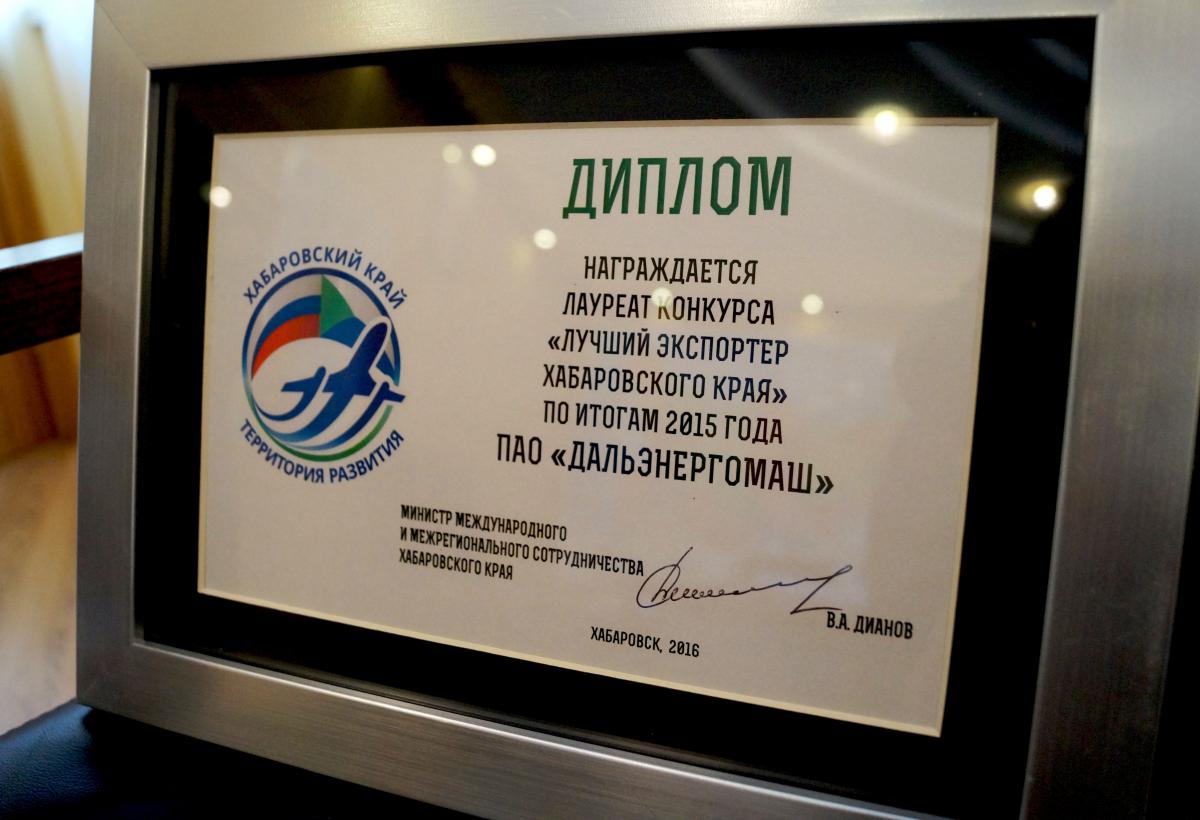 ДИПЛОМ
НАГРАЖДАЕТСЯ
ЛАУРЕАТ КОНКУРСА
«ЛУЧШИЙ ЭКСПОРТЕР
ХАБАРОВСКОГО КРАЯ»
ПО ИТОГАМ 2015 ГОДА
ПАО «ДАЛЬЭНЕРГОМАШ»
ХАБАРОВСКИЙ КРАЙ
ТЕРРИТОРИЯ РАЗВИТИЯ
МИНИСТР МЕЖДУНАРОДНОГО
И МЕЖРЕГИОНАЛЬНОГО СОТРУДНИЧЕСТВА
ХАБАРОВСКОГО КРАЯ
В.А. ДИАНОВ
ХАБАРОВСК, 2016